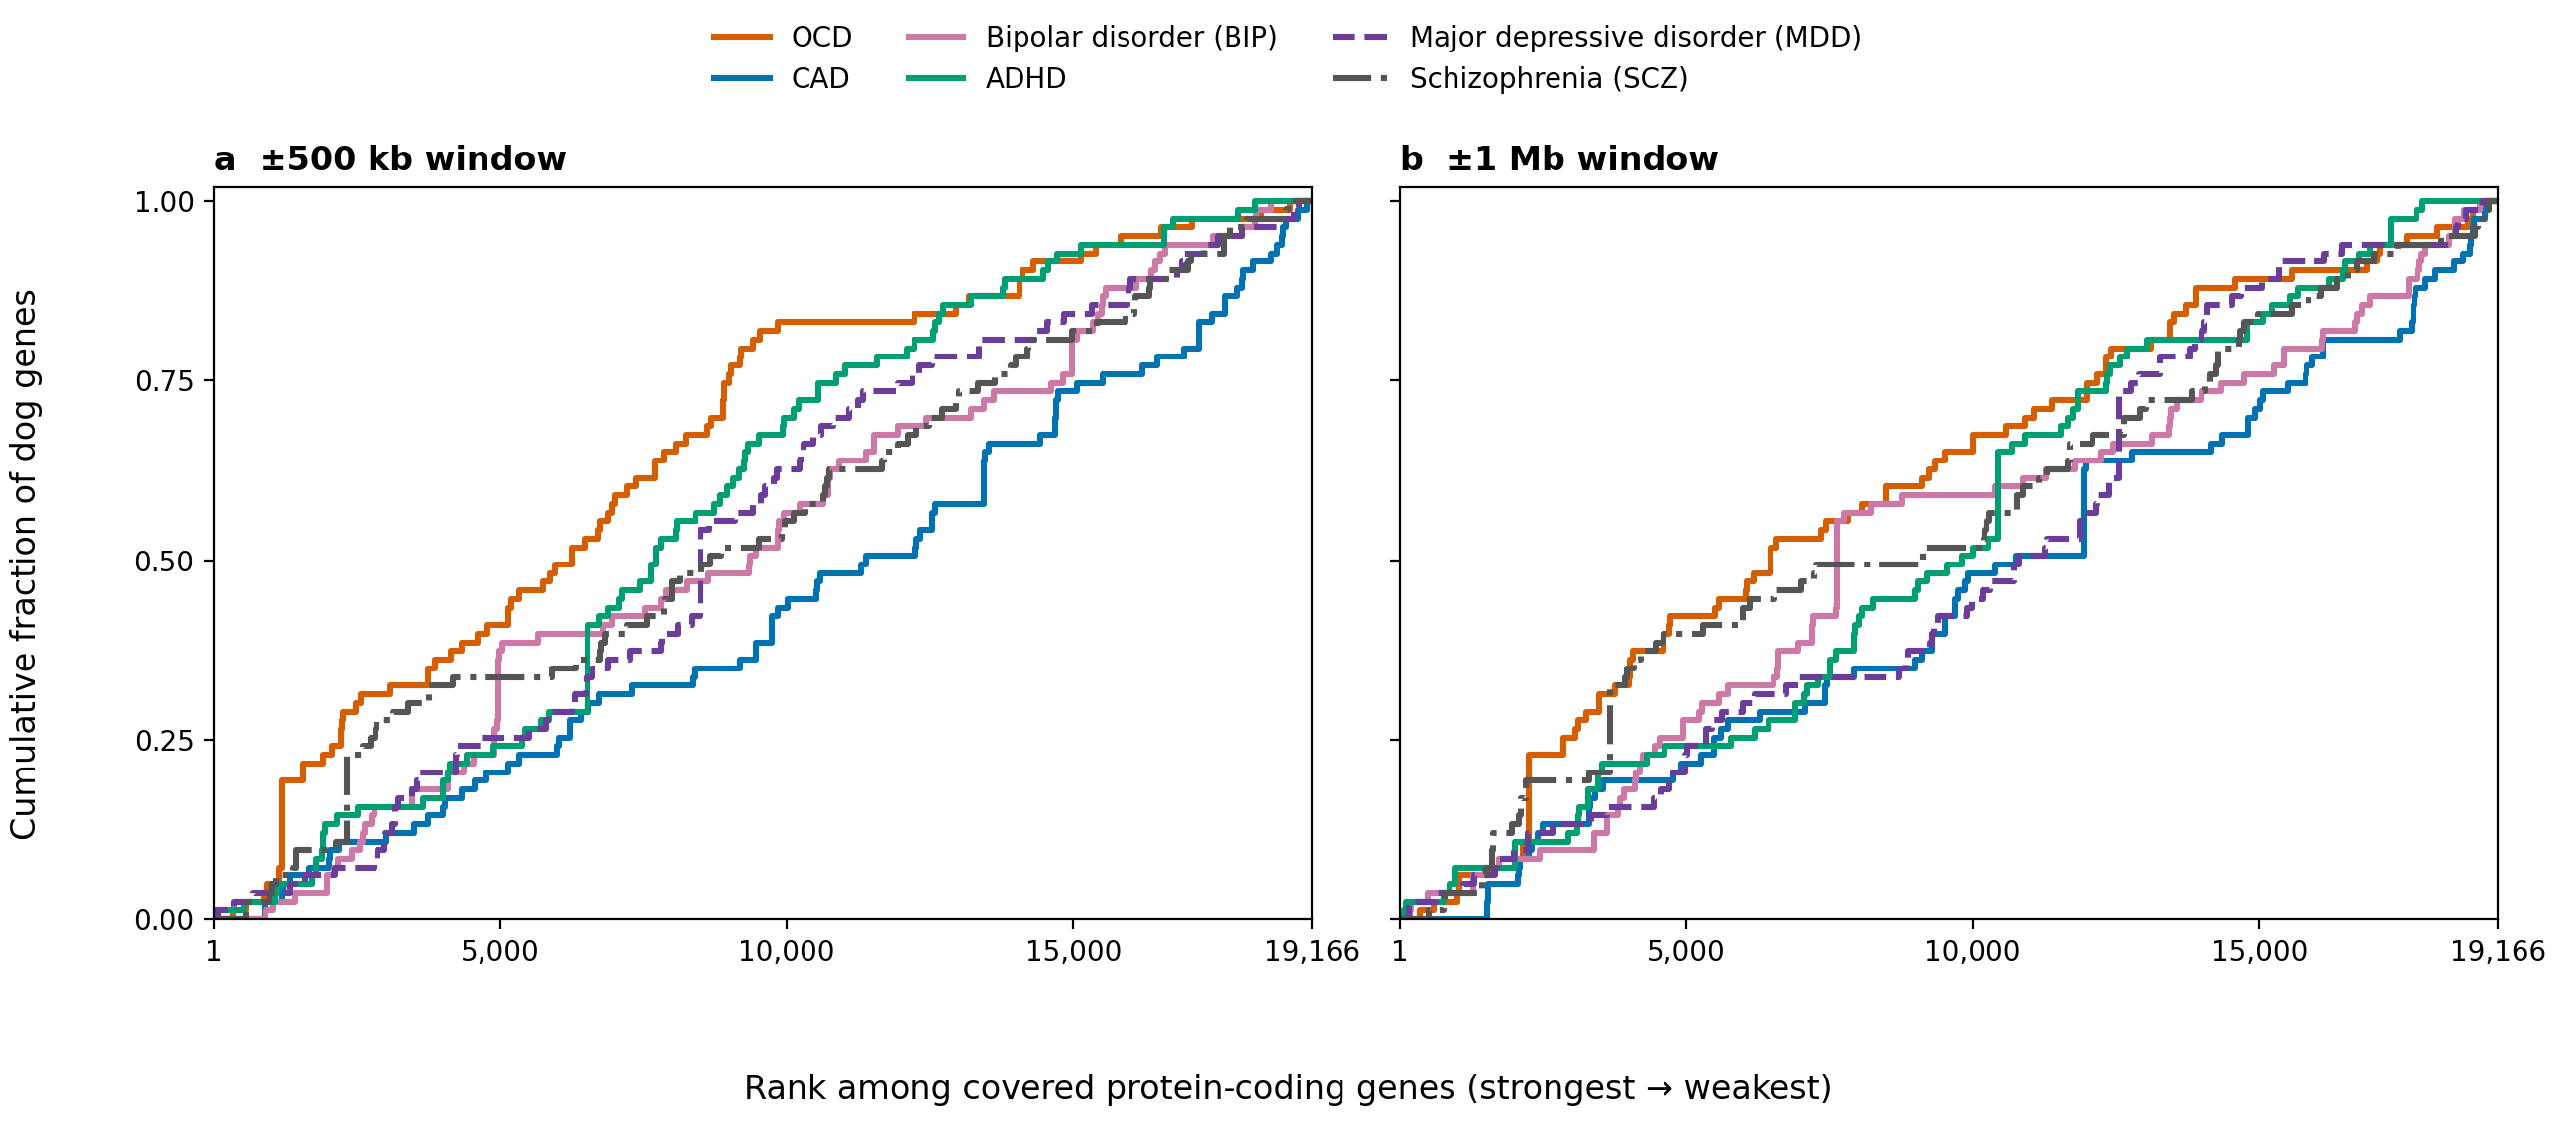 OCD
CAD
Bipolar disorder (BIP)
ADHD
Major depressive disorder (MDD)
Schizophrenia (SCZ)
a ±500 kb window
b ±1 Mb window
Cumulative fraction of dog genes
1.00
0.75
0.50
0.25
0.00
1 5,000 10,000 15,000 19,166
1 5,000 10,000 15,000 19,166
Rank among covered protein-coding genes (strongest → weakest)